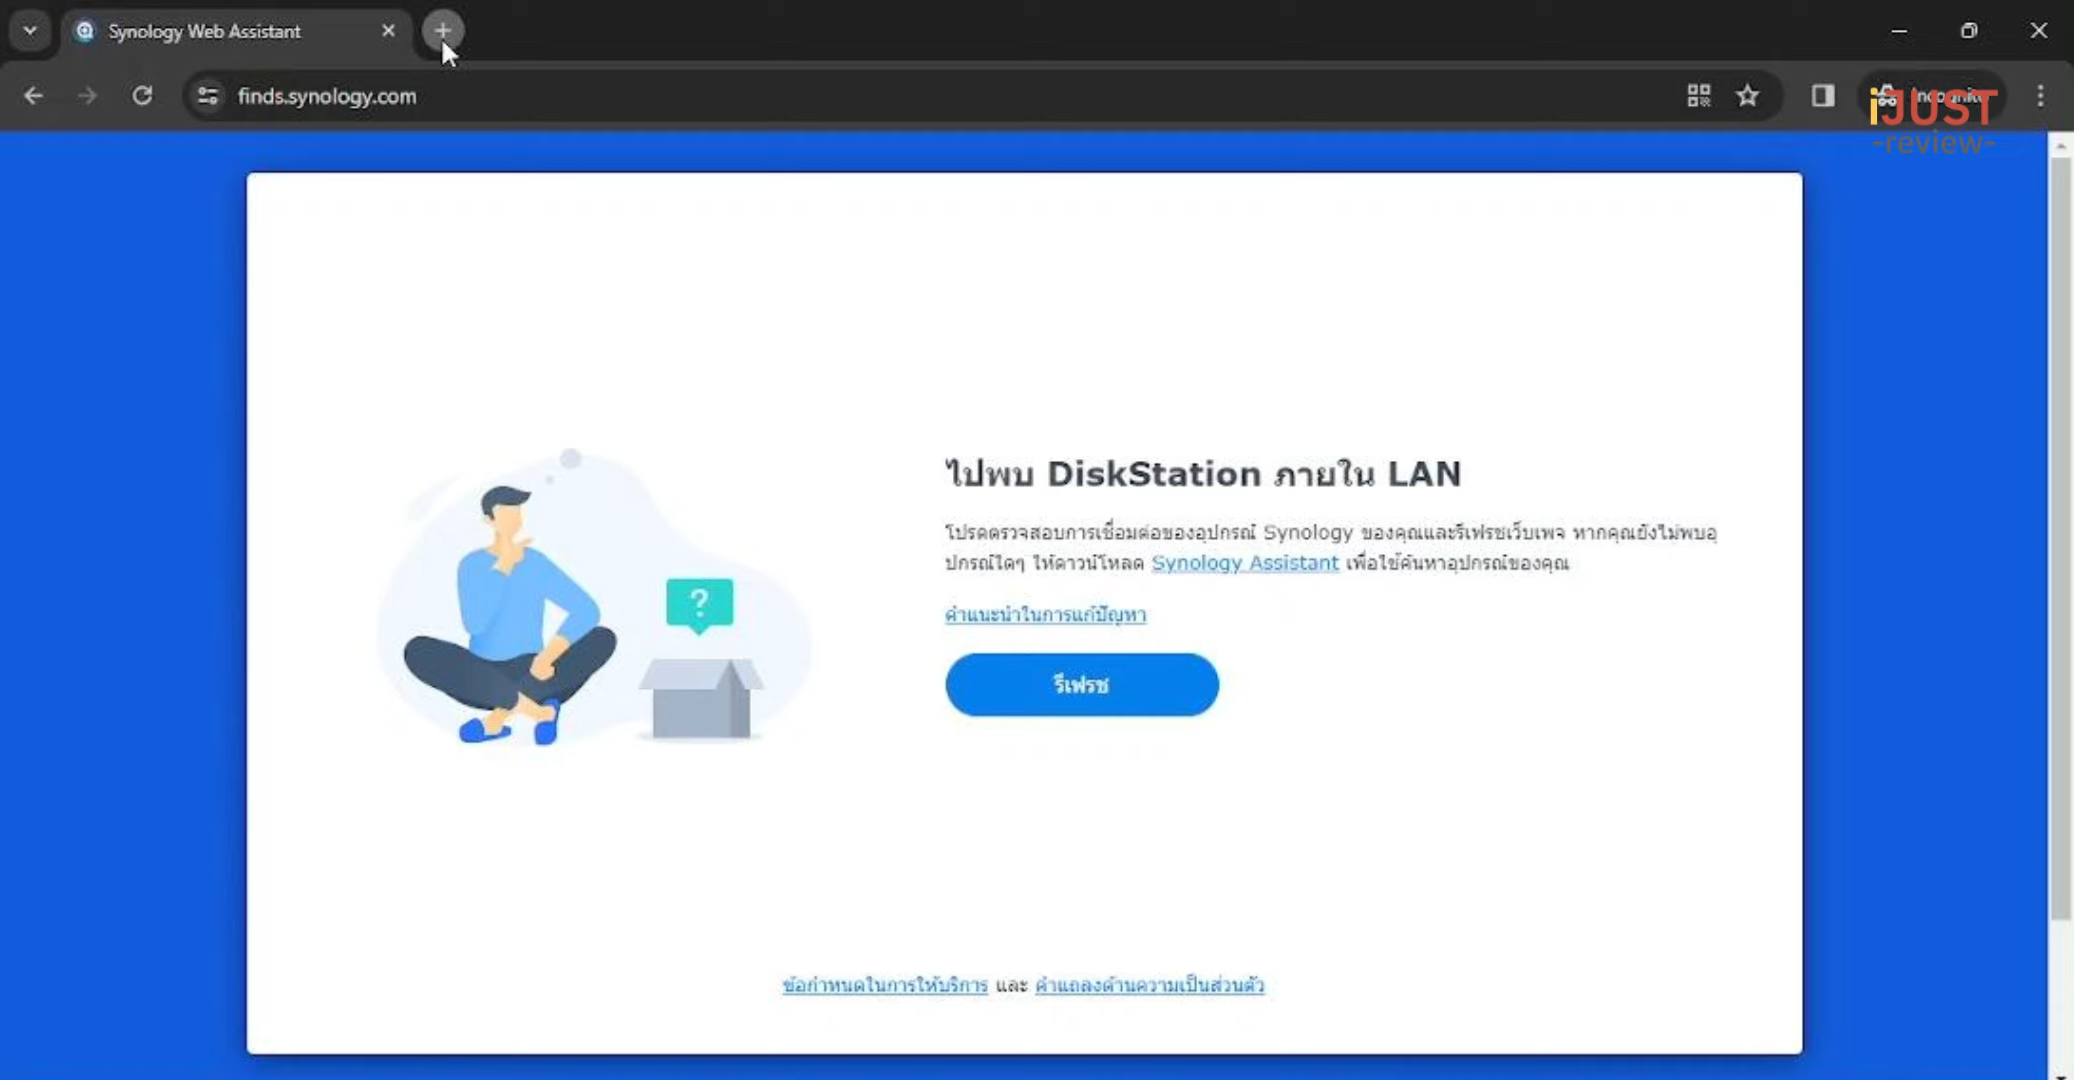 Synology Web Assistant
finds.synology.com
Incognito
iJUST
-review-
ไปพบ DiskStation ภายใน LAN
โปรดตรวจสอบการเชื่อมต่อของอุปกรณ์ Synology ของคุณและรีเฟรชเว็บเพจ หากคุณยังไม่พบอุ
ปกรณ์ใดๆ ให้ดาวน์โหลด Synology Assistant เพื่อใช้ค้นหาอุปกรณ์ของคุณ
คำแนะนำในการแก้ปัญหา
?
รีเฟรช
ข้อกำหนดในการให้บริการ และ คำแถลงด้านความเป็นส่วนตัว